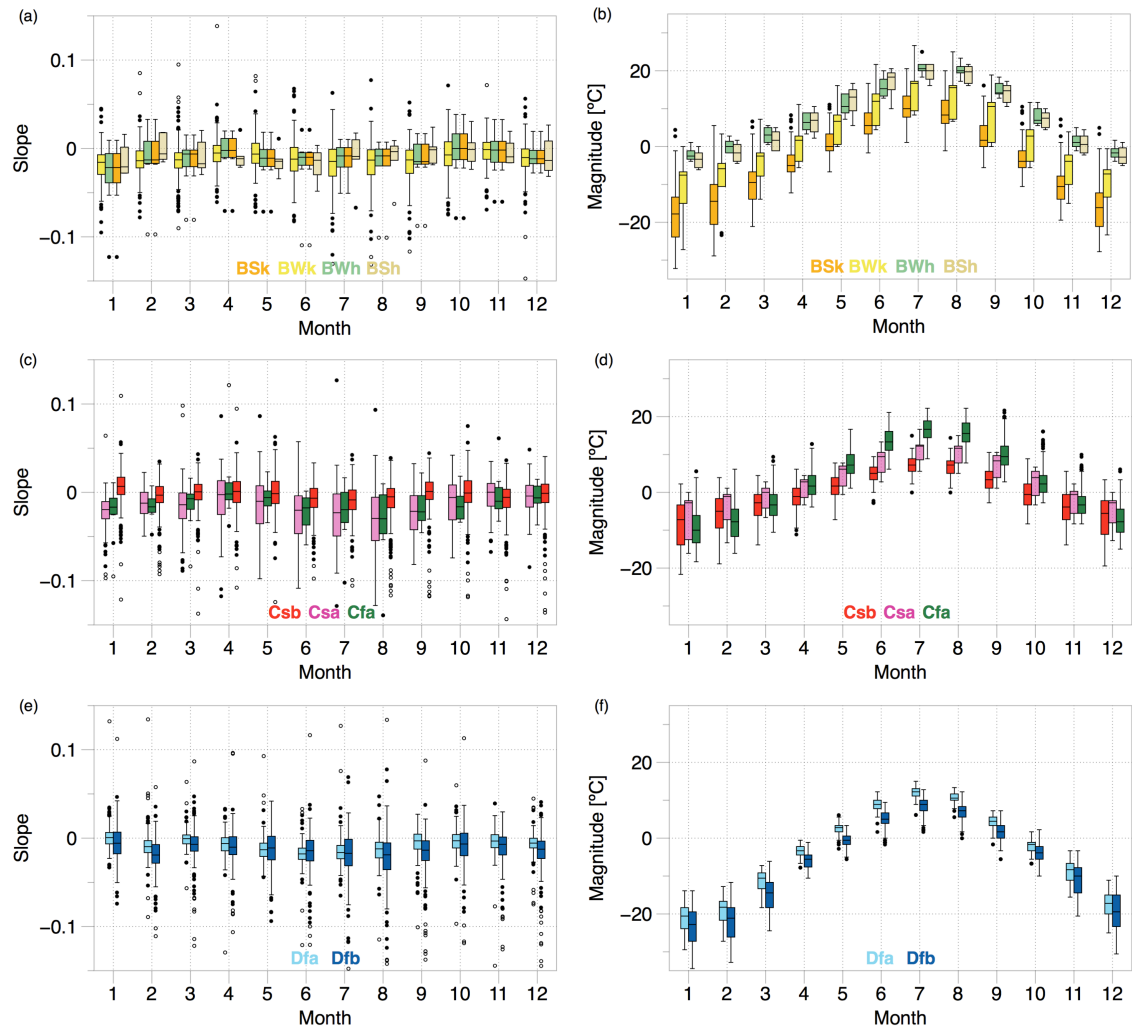 (a)
Slope
0.1
0
−0.1
BSk BWk BWh BSh
1 2 3 4 5 6 7 8 9 10 11 12
Month
(b)
Magnitude [ºC]
20
0
−20
BSk BWk BWh BSh
1 2 3 4 5 6 7 8 9 10 11 12
Month
(c)
Slope
0.1
0
−0.1
Csb Csa Cfa
1 2 3 4 5 6 7 8 9 10 11 12
Month
(d)
Magnitude [ºC]
20
0
−20
Csb Csa Cfa
1 2 3 4 5 6 7 8 9 10 11 12
Month
(e)
Slope
0.1
0
−0.1
Dfa Dfb
1 2 3 4 5 6 7 8 9 10 11 12
Month
(f)
Magnitude [ºC]
20
0
−20
Dfa Dfb
1 2 3 4 5 6 7 8 9 10 11 12
Month